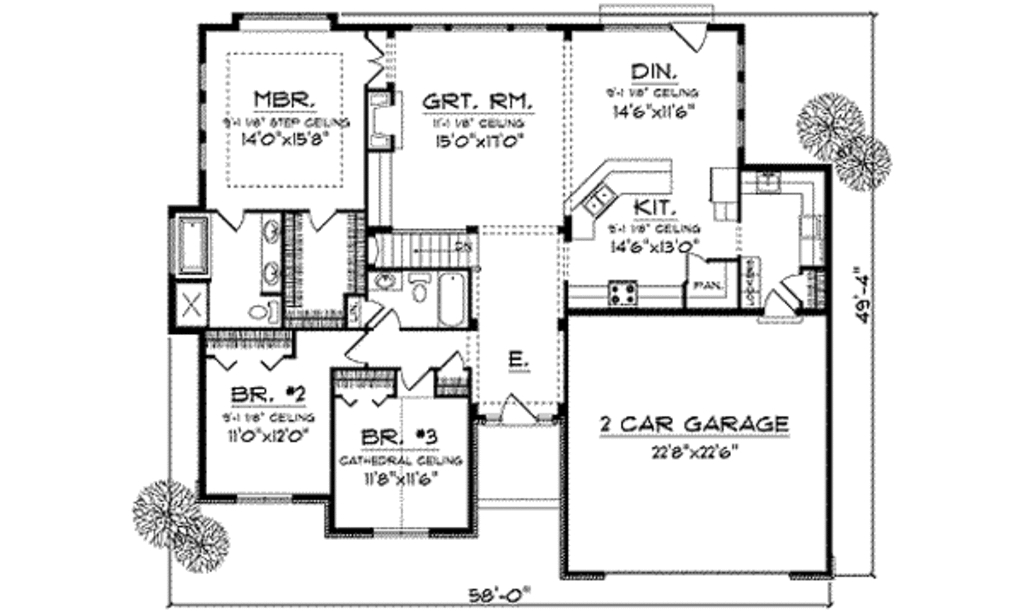 MBR.
9'-1 1/8" STEP CEILING
14'0"x15'8"
GRT. RM.
11'-1 1/8" CEILING
15'0"x17'0"
DIN.
9'-1 1/8" CEILING
14'6"x11'6"
KIT.
9'-1 1/8" CEILING
14'6"x13'0"
DN
PAN.
LOCKERS
LIN.
E.
BR. #2
9'-1 1/8" CEILING
11'0"x12'0"
BR. #3
CATHEDRAL CEILING
11'8"x11'6"
2 CAR GARAGE
22'8"x22'6"
49'-4"
58'-0"